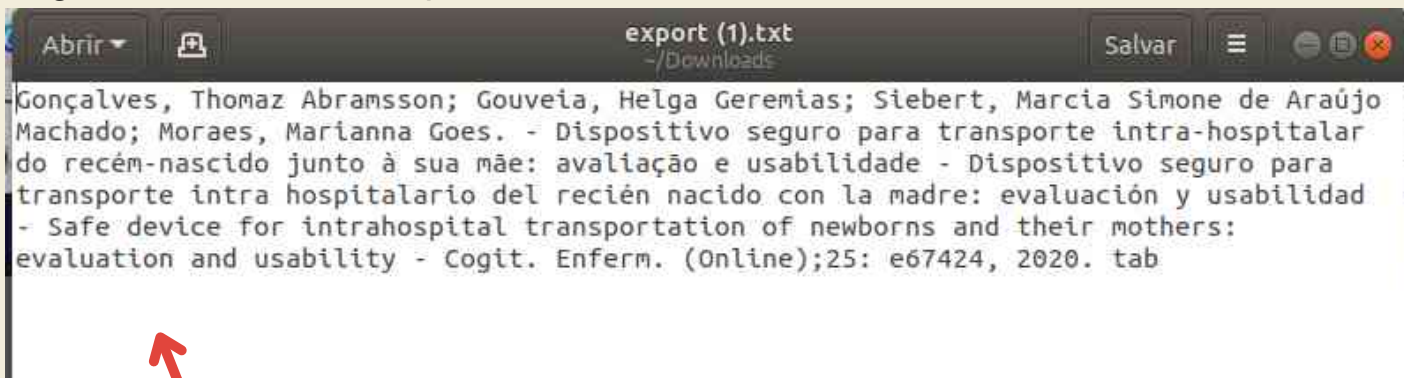 Abrir
export (1).txt
~/Downloads
Salvar
Gonçalves, Thomaz Abramsson; Gouveia, Helga Geremias; Siebert, Marcia Simone de Araújo
Machado; Moraes, Marianna Goes. - Dispositivo seguro para transporte intra-hospitalar
do recém-nascido junto à sua mãe: avaliação e usabilidade - Dispositivo seguro para
transporte intra hospitalario del recién nacido con la madre: evaluación y usabilidad
- Safe device for intrahospital transportation of newborns and their mothers:
evaluation and usability - Cogit. Enferm. (Online);25: e67424, 2020. tab